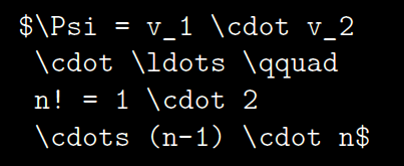 $\Psi = v_1 \cdot v_2
\cdot \ldots \qquad
n! = 1 \cdot 2
\cdots (n-1) \cdot n$